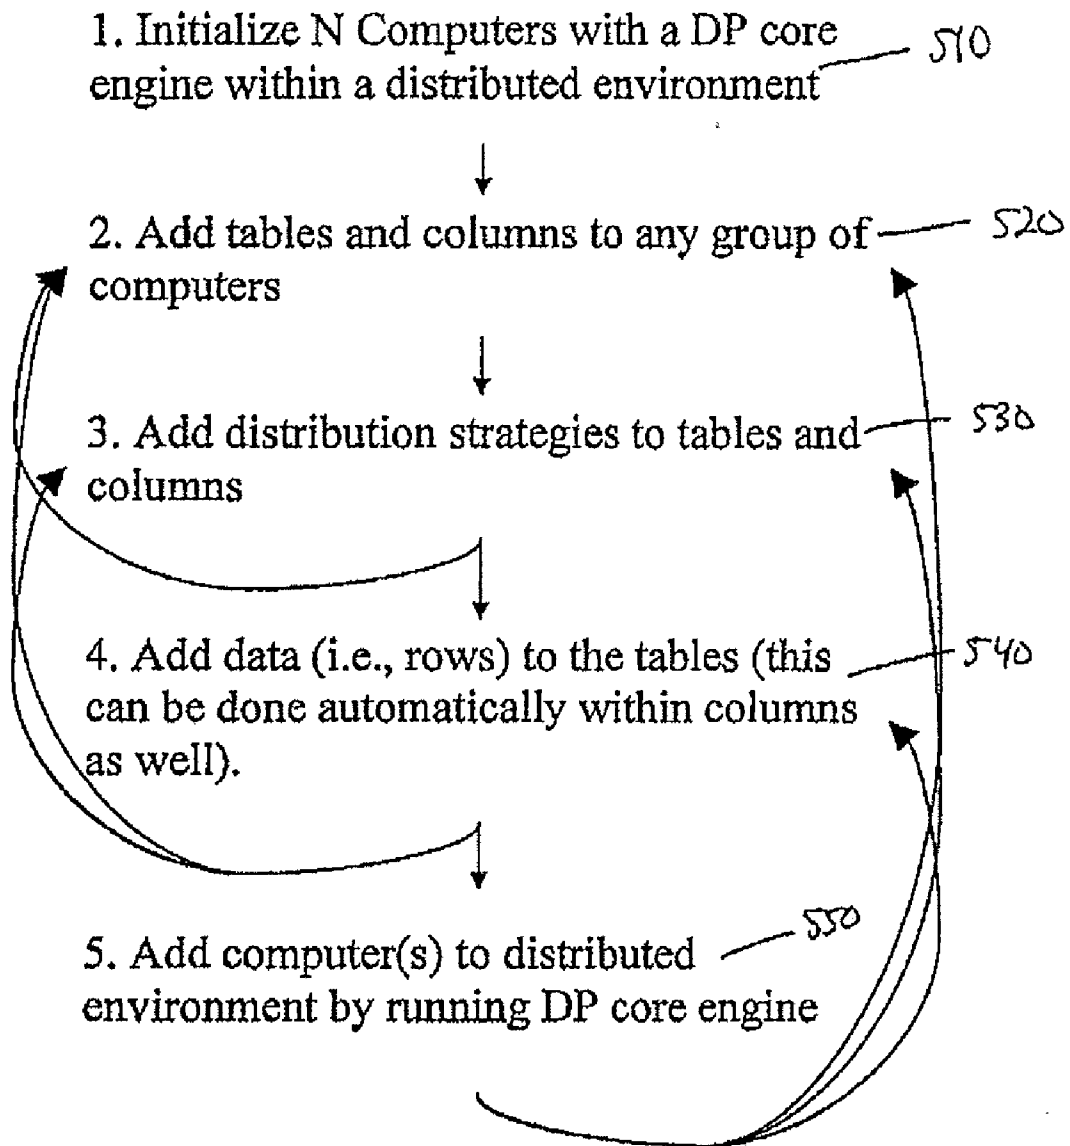 1. Initialize N Computers with a DP core 510
engine within a distributed environment
2. Add tables and columns to any group of 520
computers
3. Add distribution strategies to tables and 530
columns
4. Add data (i.e., rows) to the tables (this 540
can be done automatically within columns
as well).
5. Add computer(s) to distributed 550
environment by running DP core engine